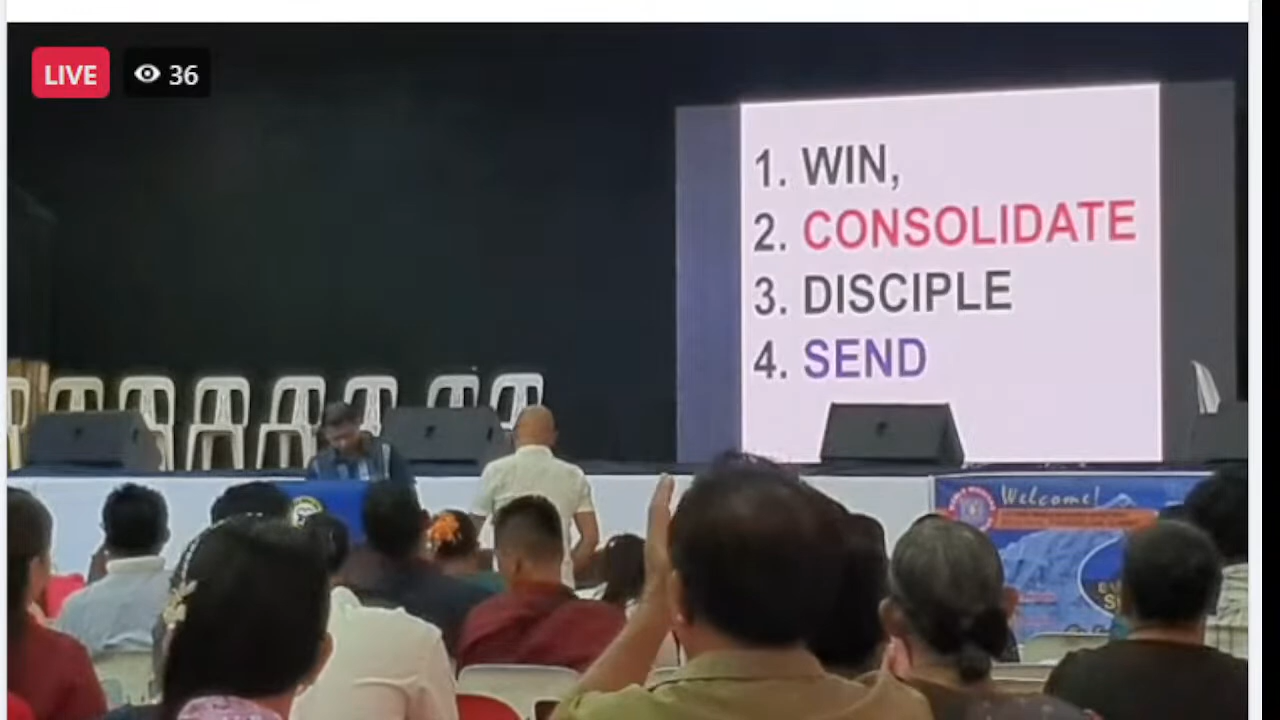 LIVE
36
1. WIN,
2. CONSOLIDATE
3. DISCIPLE
4. SEND
Welcome!